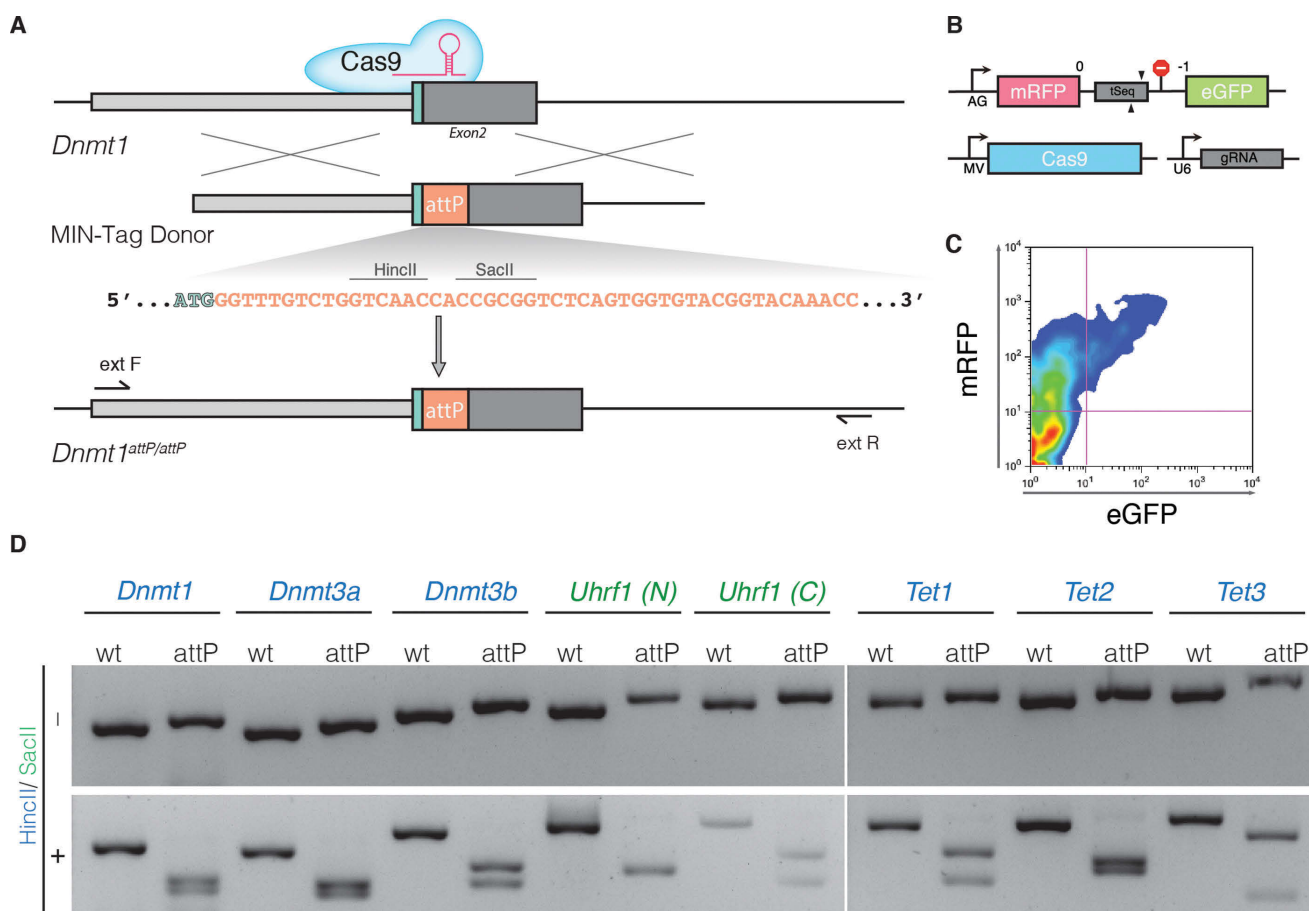 A
Cas9
Exon2
Dnmt1
attP
MIN-Tag Donor
HincII SacII
5′...ATGGGTTTGTCTGGTCAACCACCGCGGTCTCAGTGGTGTACGGTACAAACC...3′
ext F
attP
Dnmt1attP/attP
ext R
B
0 -1
AG mRFP tSeq eGFP
MV Cas9 U6 gRNA
C
mRFP
10⁴
10³
10²
10¹
10⁰
10⁰ 10¹ 10² 10³ 10⁴
eGFP
D
Dnmt1 Dnmt3a Dnmt3b Uhrf1 (N) Uhrf1 (C) Tet1 Tet2 Tet3
wt attP wt attP wt attP wt attP wt attP wt attP wt attP wt attP
HincII/ SacII
–
+